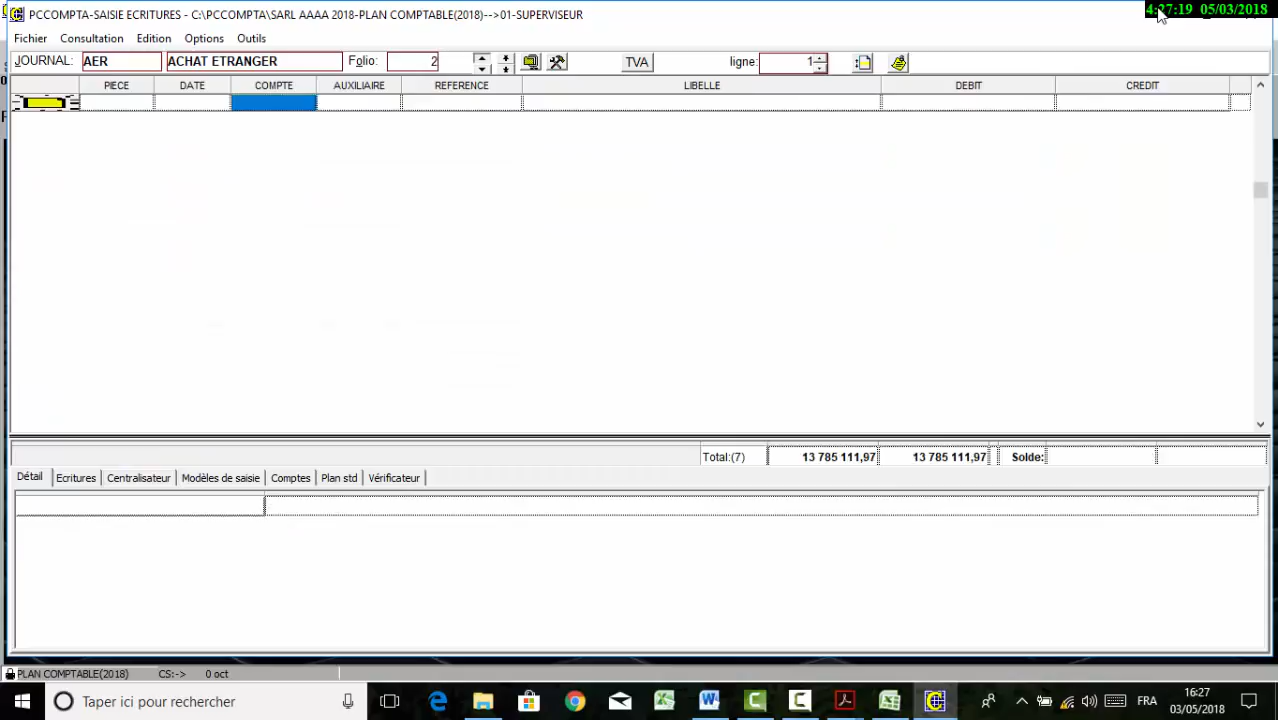 PCCOMPTA-SAISIE ECRITURES - C:\PCCOMPTA\SARL AAAA 2018-PLAN COMPTABLE(2018)-->01-SUPERVISEUR
4:27:19 05/03/2018
Fichier Consultation Edition Options Outils
JOURNAL: AER ACHAT ETRANGER Folio: 2 TVA ligne: 1
PIECE DATE COMPTE AUXILIAIRE REFERENCE LIBELLE DEBIT CREDIT
Total:(7) 13 785 111,97 13 785 111,97 Solde:
Détail Ecritures Centralisateur Modèles de saisie Comptes Plan std Vérificateur
PLAN COMPTABLE(2018) CS:-> 0 oct
Taper ici pour rechercher FRA 16:27
03/05/2018